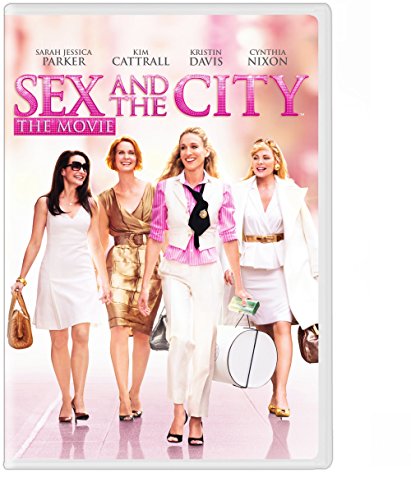 SARAH JESSICA PARKER
KIM CATTRALL
KRISTIN DAVIS
CYNTHIA NIXON
SEX AND THE CITY
THE MOVIE